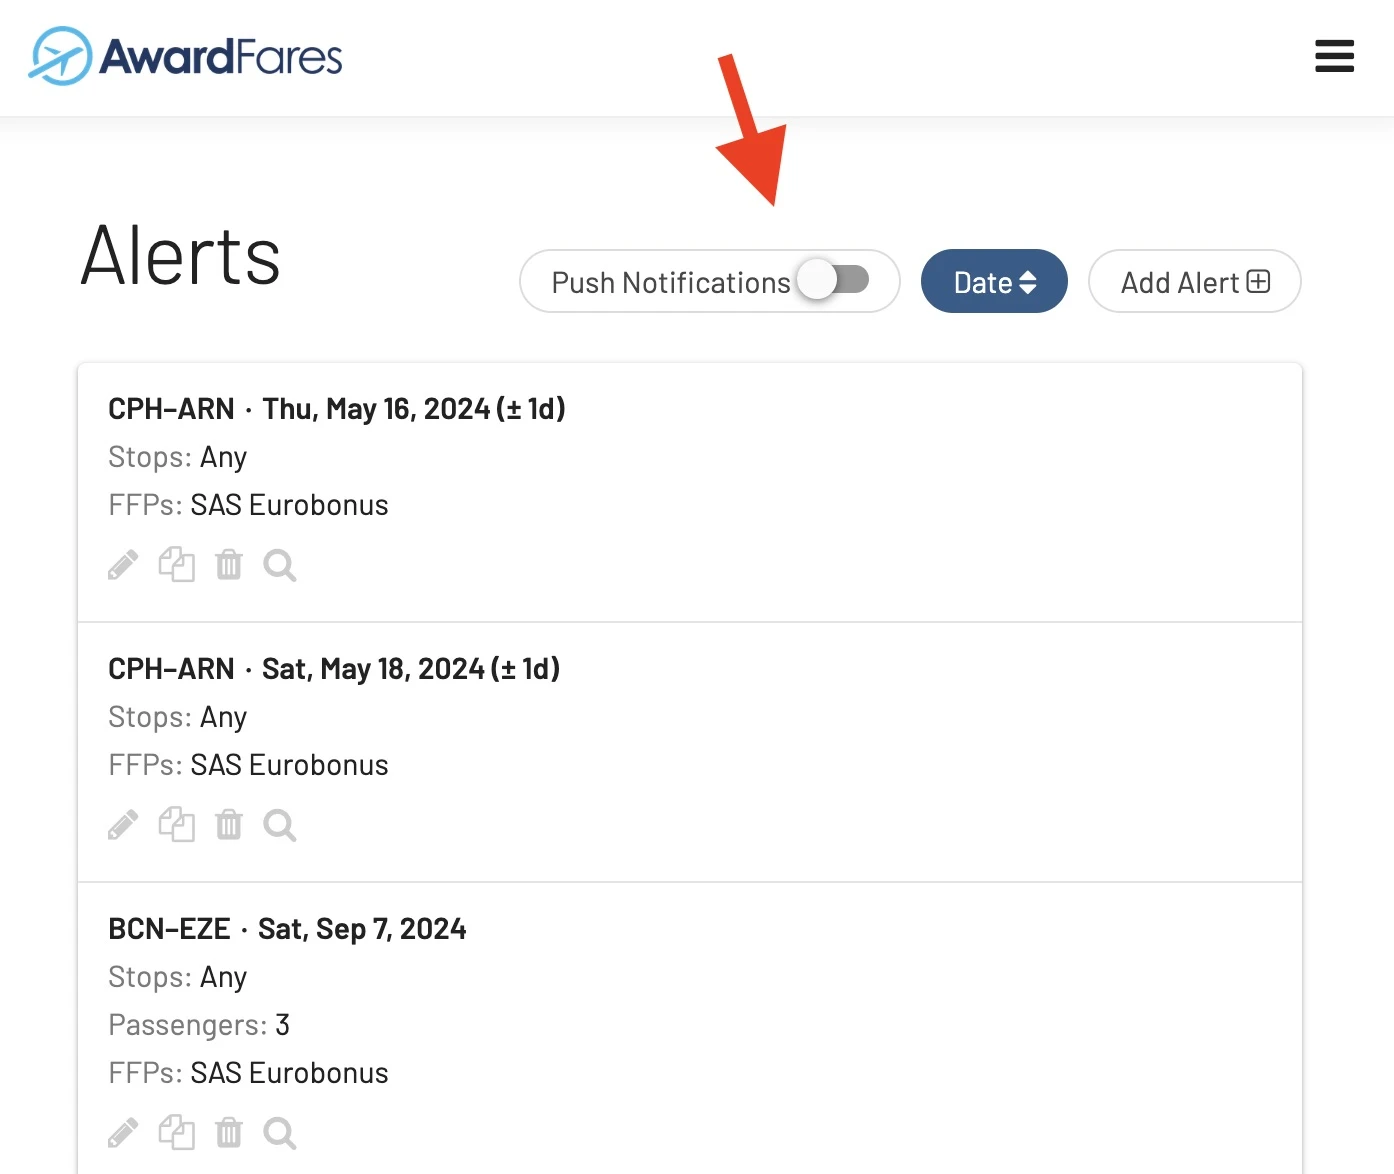 AwardFares
Alerts
Push Notifications
Date
Add Alert
CPH–ARN · Thu, May 16, 2024 (± 1d)
Stops: Any
FFPs: SAS Eurobonus
CPH–ARN · Sat, May 18, 2024 (± 1d)
Stops: Any
FFPs: SAS Eurobonus
BCN–EZE · Sat, Sep 7, 2024
Stops: Any
Passengers: 3
FFPs: SAS Eurobonus